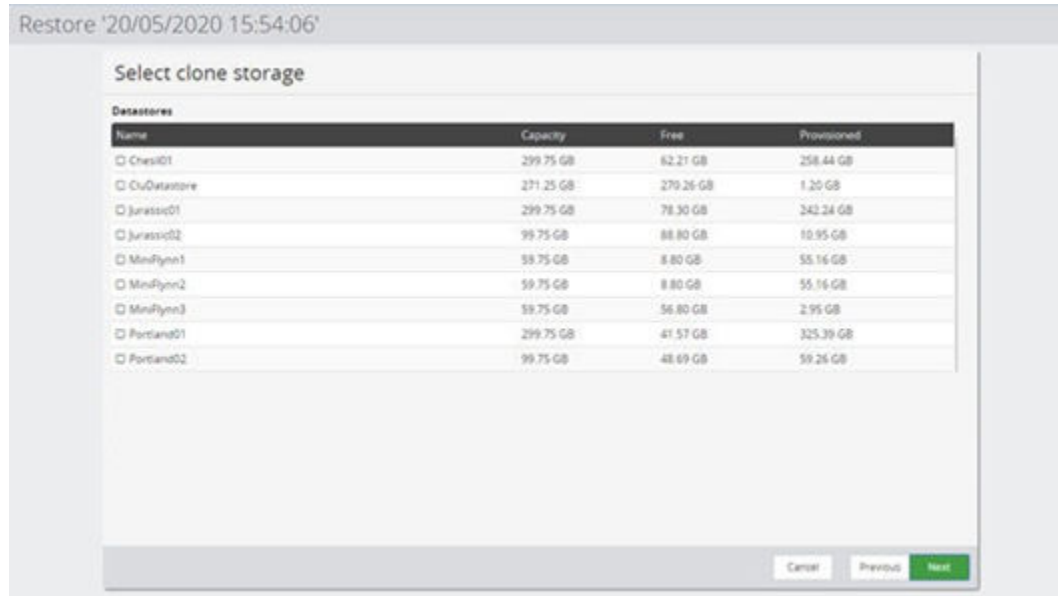 Restore '20/05/2020 15:54:06'
Select clone storage
Datastores
Name Capacity Free Provisioned
Chesil01 299.75 GB 62.21 GB 258.44 GB
CluDatastore 271.25 GB 270.26 GB 1.20 GB
Jurassic01 299.75 GB 78.30 GB 242.24 GB
Jurassic02 99.75 GB 88.80 GB 10.95 GB
MiniFlynn1 59.75 GB 8.80 GB 55.16 GB
MiniFlynn2 59.75 GB 8.80 GB 55.16 GB
MiniFlynn3 59.75 GB 56.80 GB 2.95 GB
Portland01 299.75 GB 41.57 GB 325.39 GB
Portland02 99.75 GB 48.69 GB 59.26 GB
Cancel Previous Next